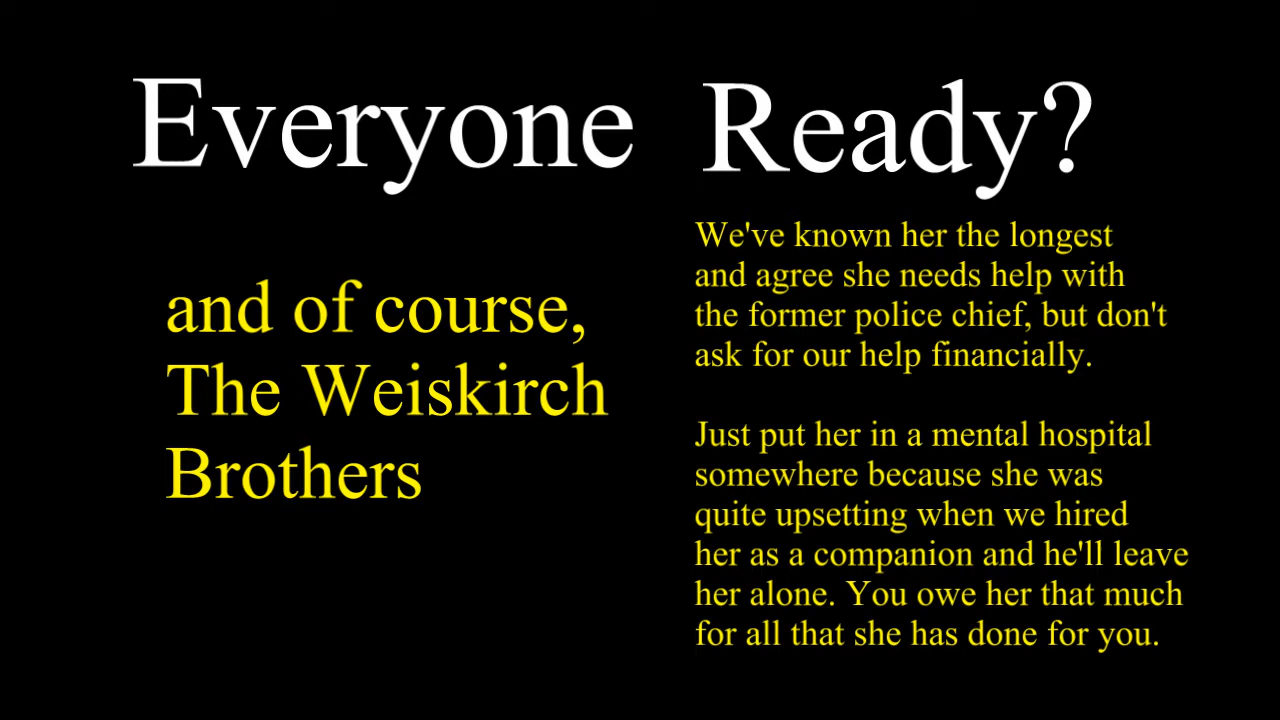 Everyone Ready?
and of course,
The Weiskirch
Brothers
We've known her the longest
and agree she needs help with
the former police chief, but don't
ask for our help financially.
Just put her in a mental hospital
somewhere because she was
quite upsetting when we hired
her as a companion and he'll leave
her alone. You owe her that much
for all that she has done for you.